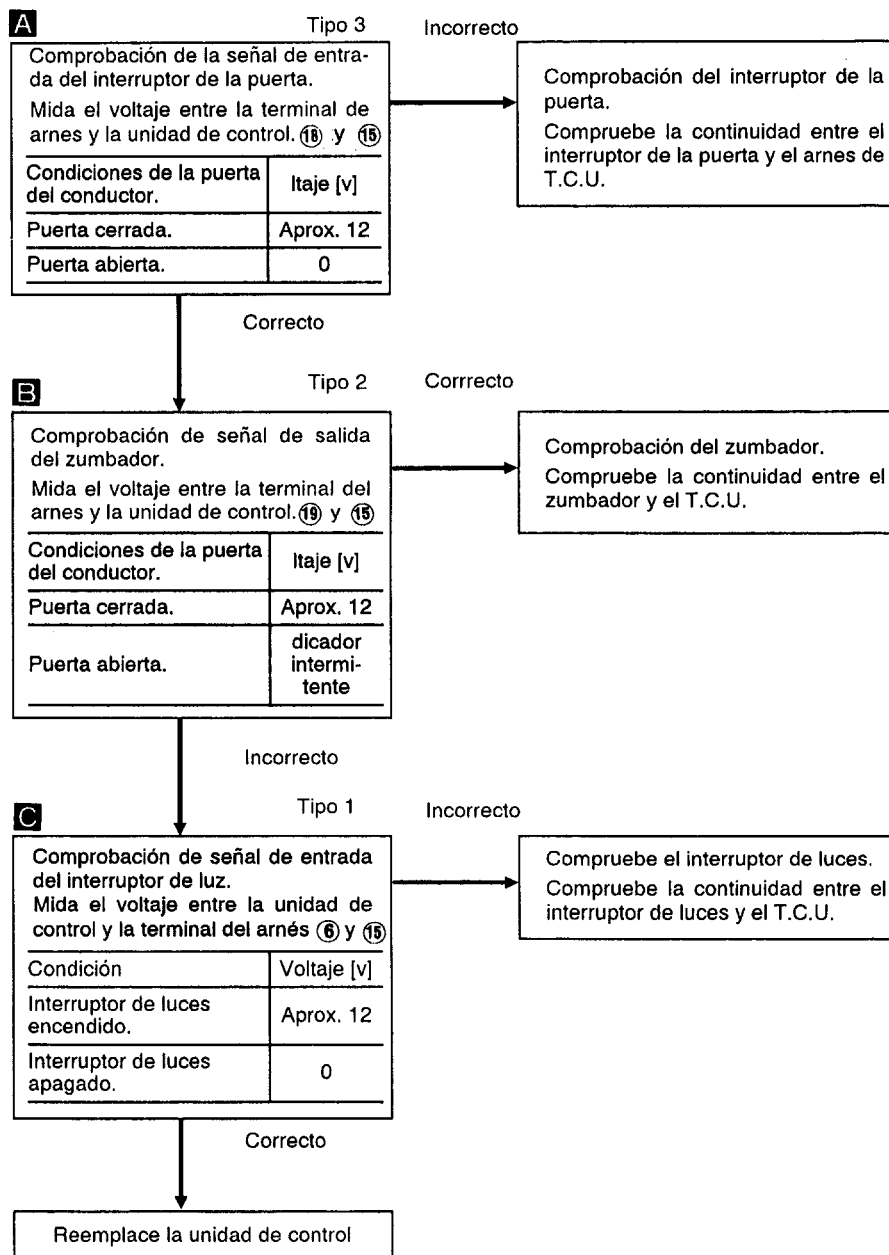 A
Tipo 3
Incorrecto
Comprobación de la señal de entra-
da del interruptor de la puerta.
Mida el voltaje entre la terminal de
arnes y la unidad de control. 18 y 15
Condiciones de la puerta
del conductor.
ltaje [v]
Puerta cerrada.
Aprox. 12
Puerta abierta.
0
Comprobación del interruptor de la
puerta.
Compruebe la continuidad entre el
interruptor de la puerta y el arnes de
T.C.U.
Correcto
B
Tipo 2
Corrrecto
Comprobación de señal de salida
del zumbador.
Mida el voltaje entre la terminal del
arnes y la unidad de control. 19 y 15
Condiciones de la puerta
del conductor.
ltaje [v]
Puerta cerrada.
Aprox. 12
Puerta abierta.
dicador
intermi-
tente
Comprobación del zumbador.
Compruebe la continuidad entre el
zumbador y el T.C.U.
Incorrecto
C
Tipo 1
Incorrecto
Comprobación de señal de entrada
del interruptor de luz.
Mida el voltaje entre la unidad de
control y la terminal del arnés 6 y 15
Condición
Voltaje [v]
Interruptor de luces
encendido.
Aprox. 12
Interruptor de luces
apagado.
0
Compruebe el interruptor de luces.
Compruebe la continuidad entre el
interruptor de luces y el T.C.U.
Correcto
Reemplace la unidad de control